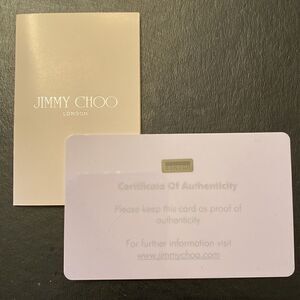 JIMMY CHOO
LONDON
Certificate Of Authenticity
Please keep this card as proof of
authenticity
For further information visit
www.jimmychoo.com